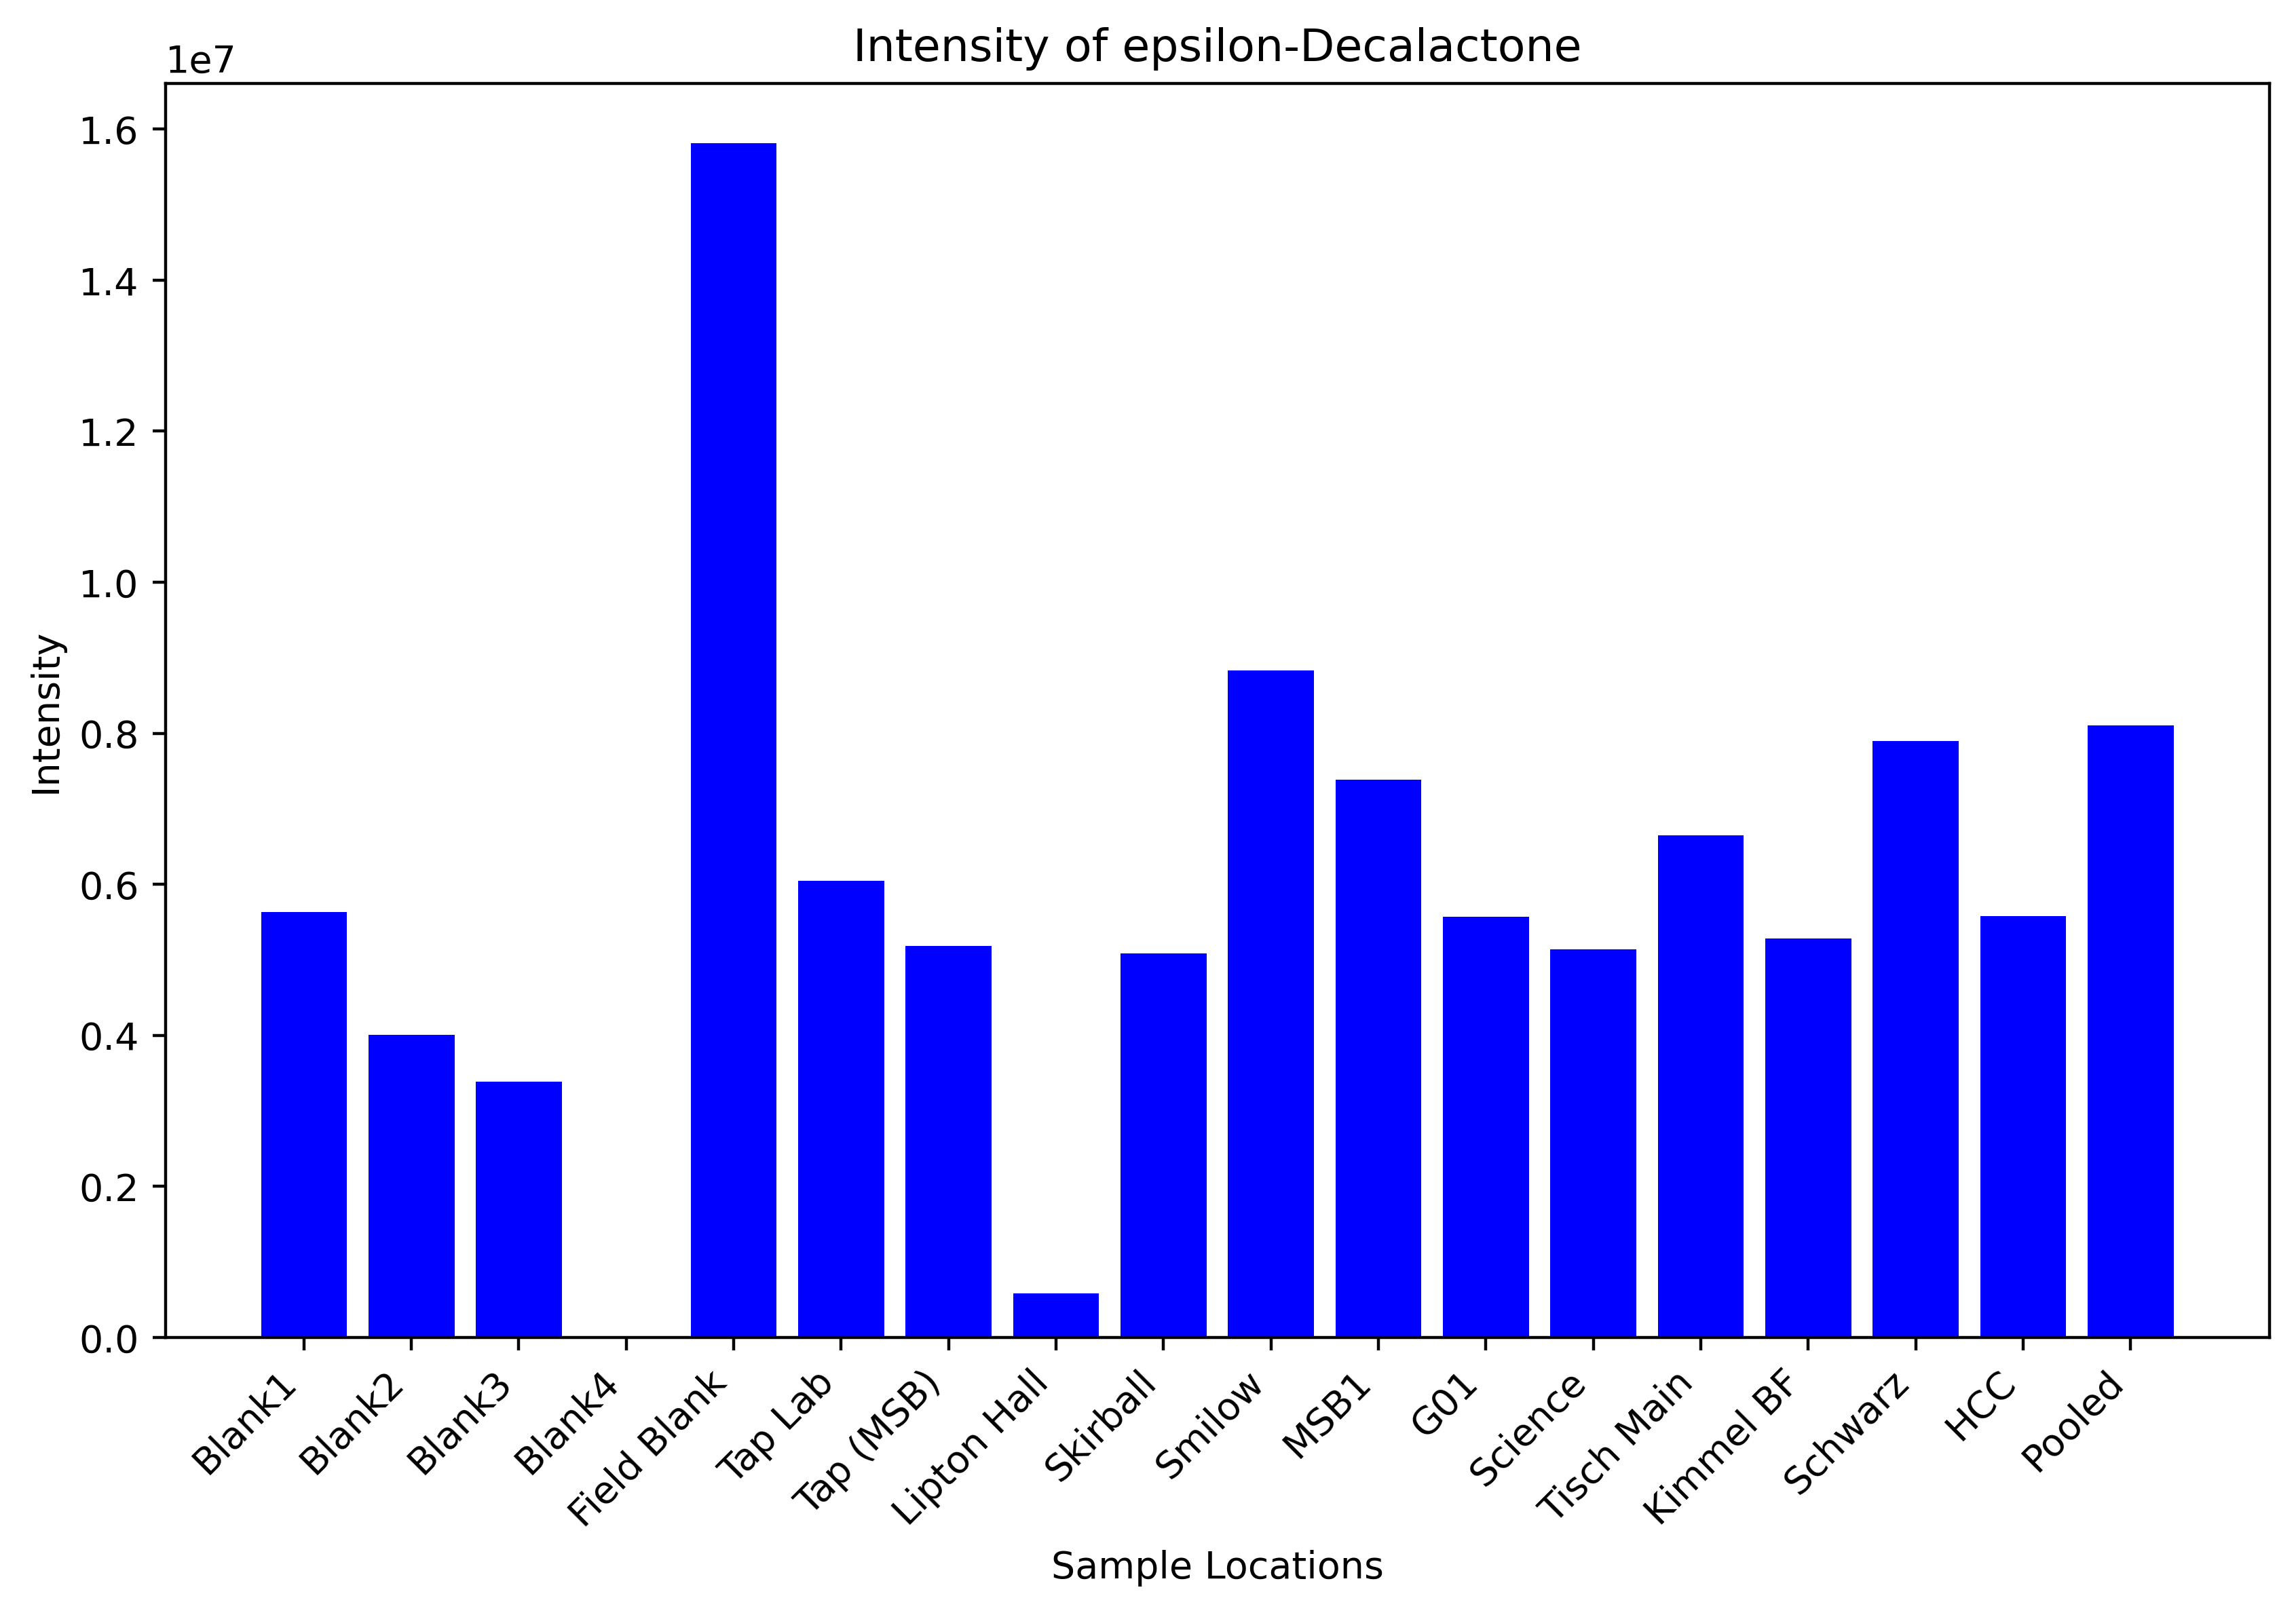 Intensity of epsilon-Decalactone
1e7
1.6
1.4
1.2
1.0
0.8
0.6
0.4
0.2
0.0
Intensity
Blank1
Blank2
Blank3
Blank4
Field Blank
Tap Lab
Tap (MSB)
Lipton Hall
Skirball
Smilow
MSB1
G01
Science
Tisch Main
Kimmel BF
Schwarz
HCC
Pooled
Sample Locations